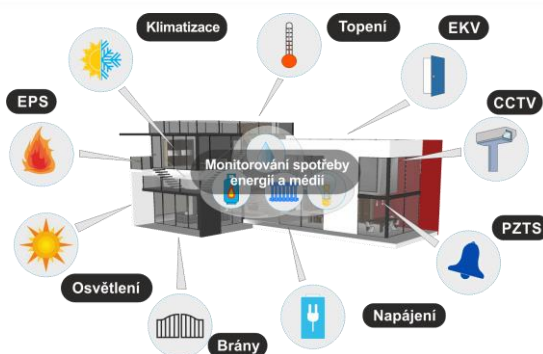 Klimatizace
Topení
EKV
EPS
CCTV
Monitorování spotřeby
energií a médií
PZTS
Osvětlení
Napájení
Brány